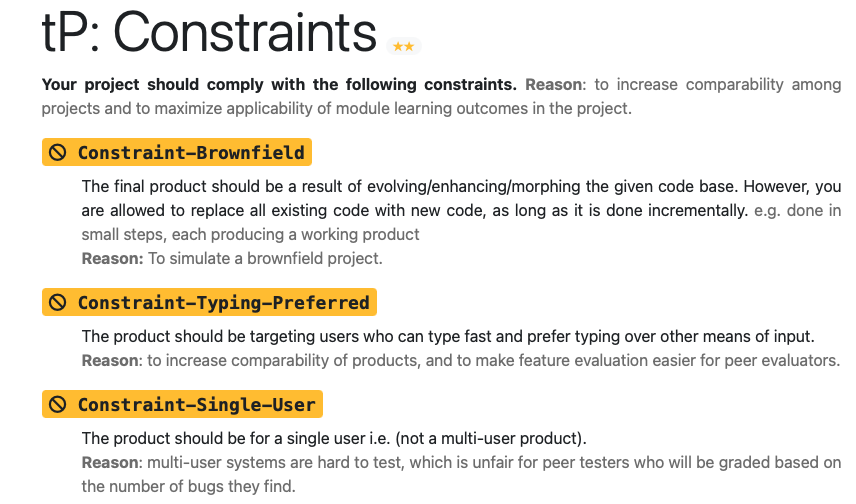 tP: Constraints
Your project should comply with the following constraints. Reason: to increase comparability among
projects and to maximize applicability of module learning outcomes in the project.
Constraint-Brownfield
The final product should be a result of evolving/enhancing/morphing the given code base. However, you
are allowed to replace all existing code with new code, as long as it is done incrementally. e.g. done in
small steps, each producing a working product
Reason: To simulate a brownfield project.
Constraint-Typing-Preferred
The product should be targeting users who can type fast and prefer typing over other means of input.
Reason: to increase comparability of products, and to make feature evaluation easier for peer evaluators.
Constraint-Single-User
The product should be for a single user i.e. (not a multi-user product).
Reason: multi-user systems are hard to test, which is unfair for peer testers who will be graded based on
the number of bugs they find.